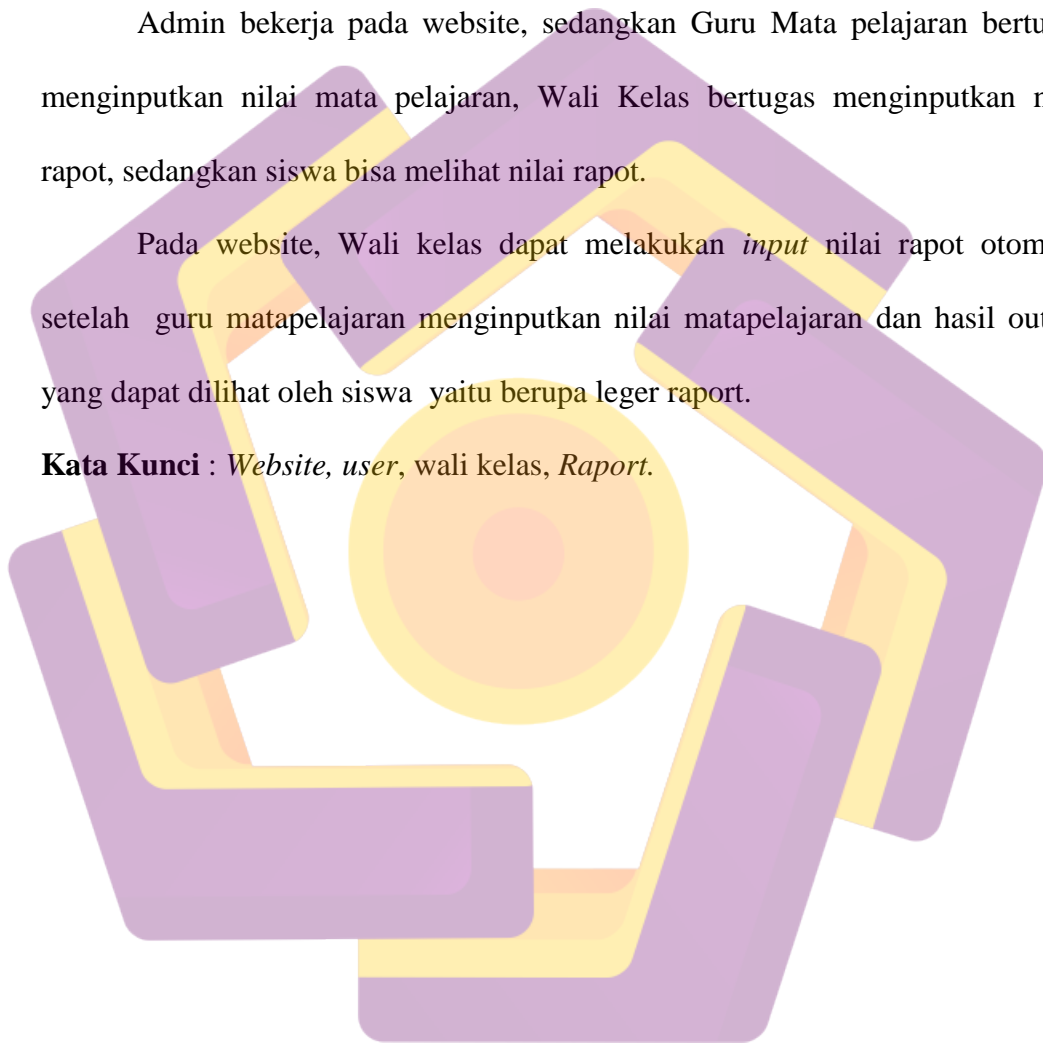 Admin bekerja pada website, sedangkan Guru Mata pelajaran bertu
menginputkan nilai mata pelajaran, Wali Kelas bertugas menginputkan n
rapot, sedangkan siswa bisa melihat nilai rapot.
Pada website, Wali kelas dapat melakukan input nilai rapot otom
setelah guru matapelajaran menginputkan nilai matapelajaran dan hasil out
yang dapat dilihat oleh siswa yaitu berupa leger raport.
Kata Kunci : Website, user, wali kelas, Raport.